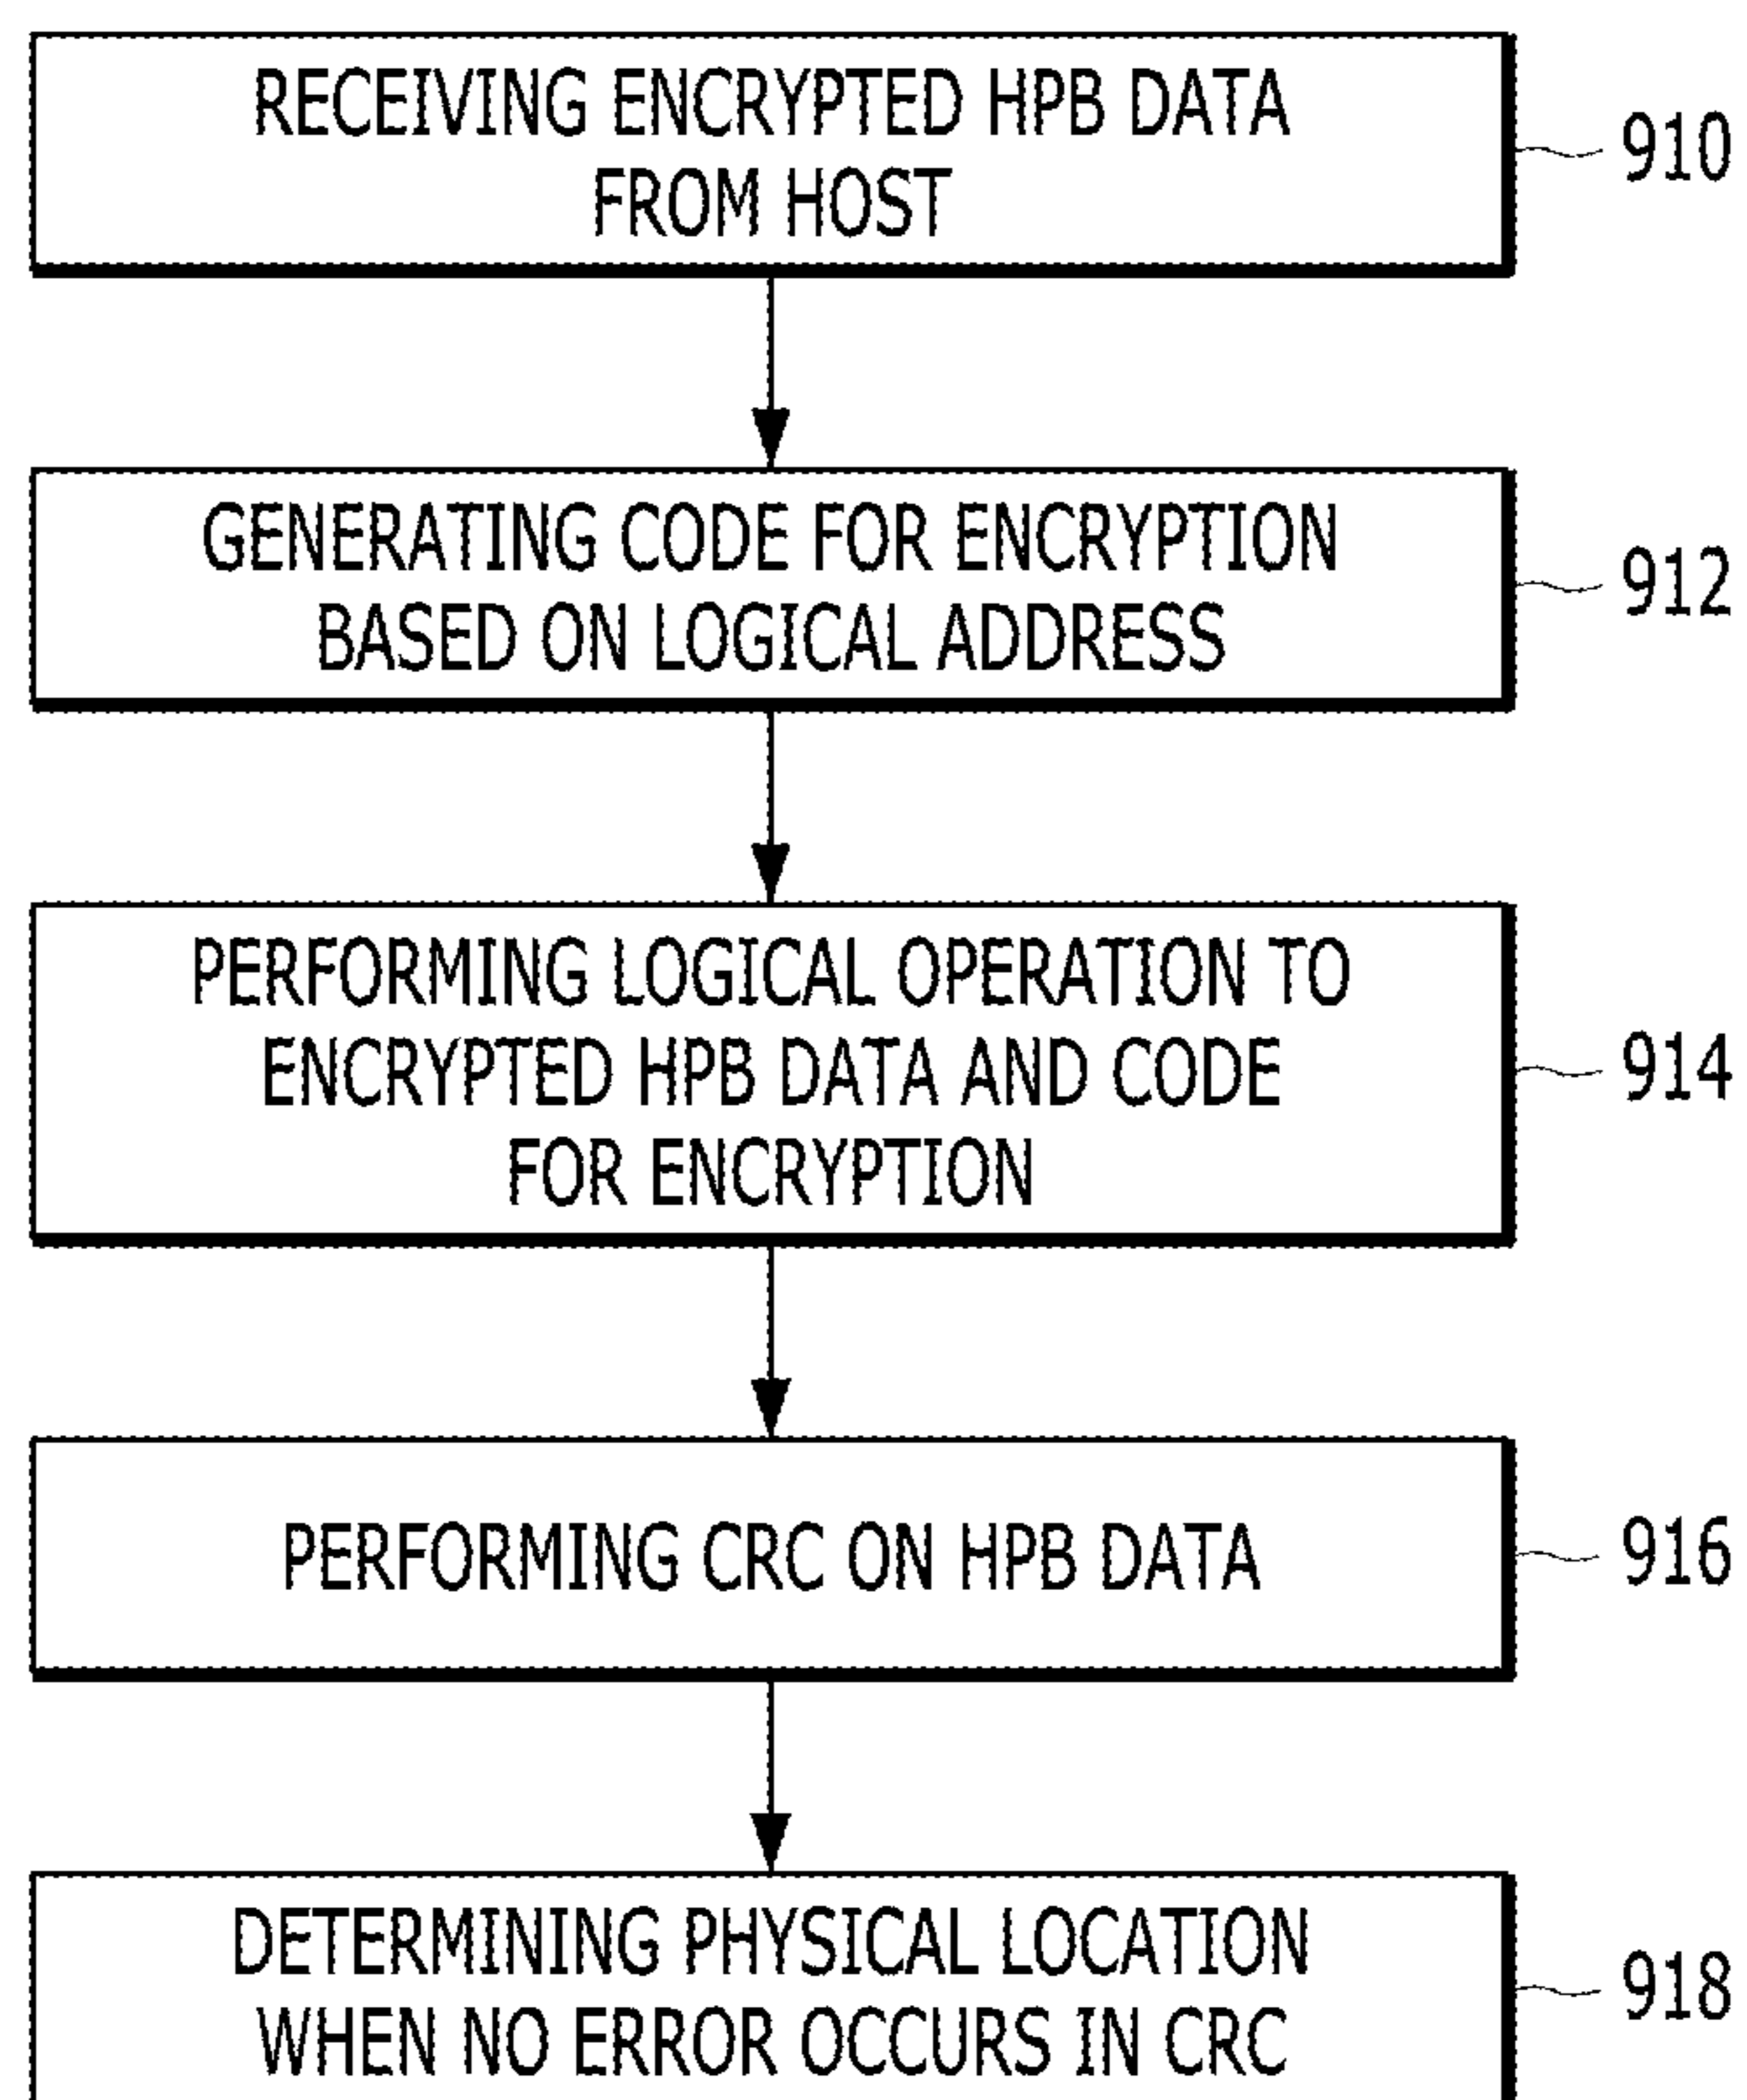 RECEIVING ENCRYPTED HPB DATA
FROM HOST
910
GENERATING CODE FOR ENCRYPTION
BASED ON LOGICAL ADDRESS
912
PERFORMING LOGICAL OPERATION TO
ENCRYPTED HPB DATA AND CODE
FOR ENCRYPTION
914
PERFORMING CRC ON HPB DATA
916
DETERMINING PHYSICAL LOCATION
WHEN NO ERROR OCCURS IN CRC
918